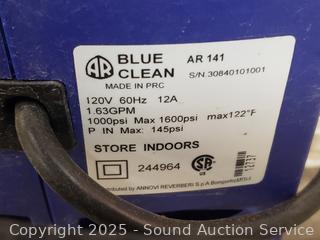 AR BLUE CLEAN AR 141
MADE IN PRC S/N.30840101001
120V 60Hz 12A
1.63GPM
1000psi Max 1600psi max122°F
P IN Max: 145psi
STORE INDOORS
244964
ANNOVI REVERBERI S.p.A
Copyright 2025 - Sound Auction Service